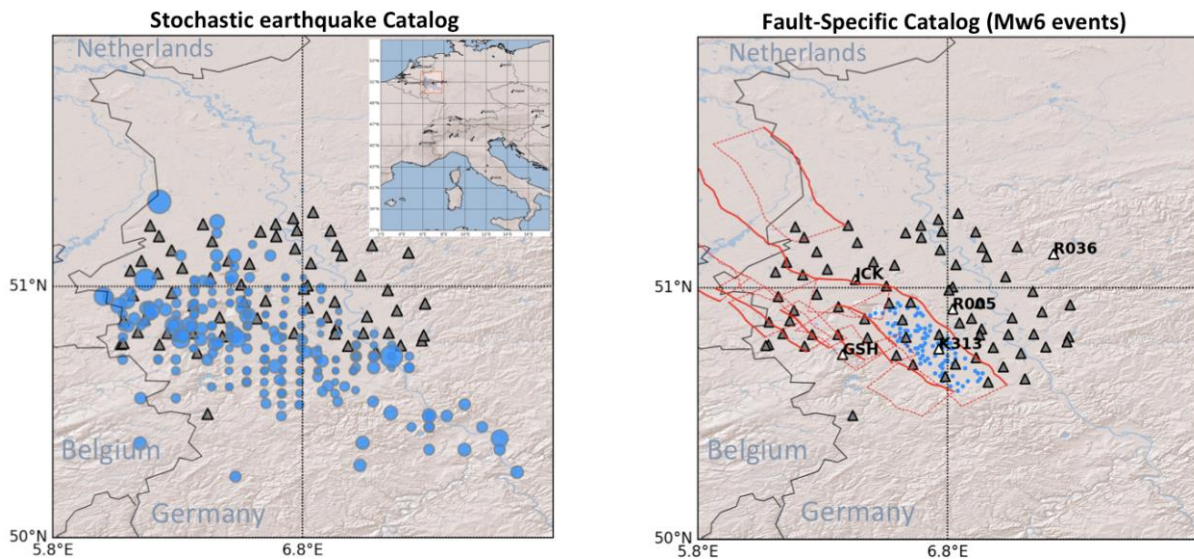 Stochastic earthquake Catalog
Netherlands
Belgium
Germany
51°N
50°N
5.8°E
6.8°E
Fault-Specific Catalog (Mw6 events)
Netherlands
R036
JCK
R005
K313
GSH
Belgium
Germany
51°N
50°N
5.8°E
6.8°E